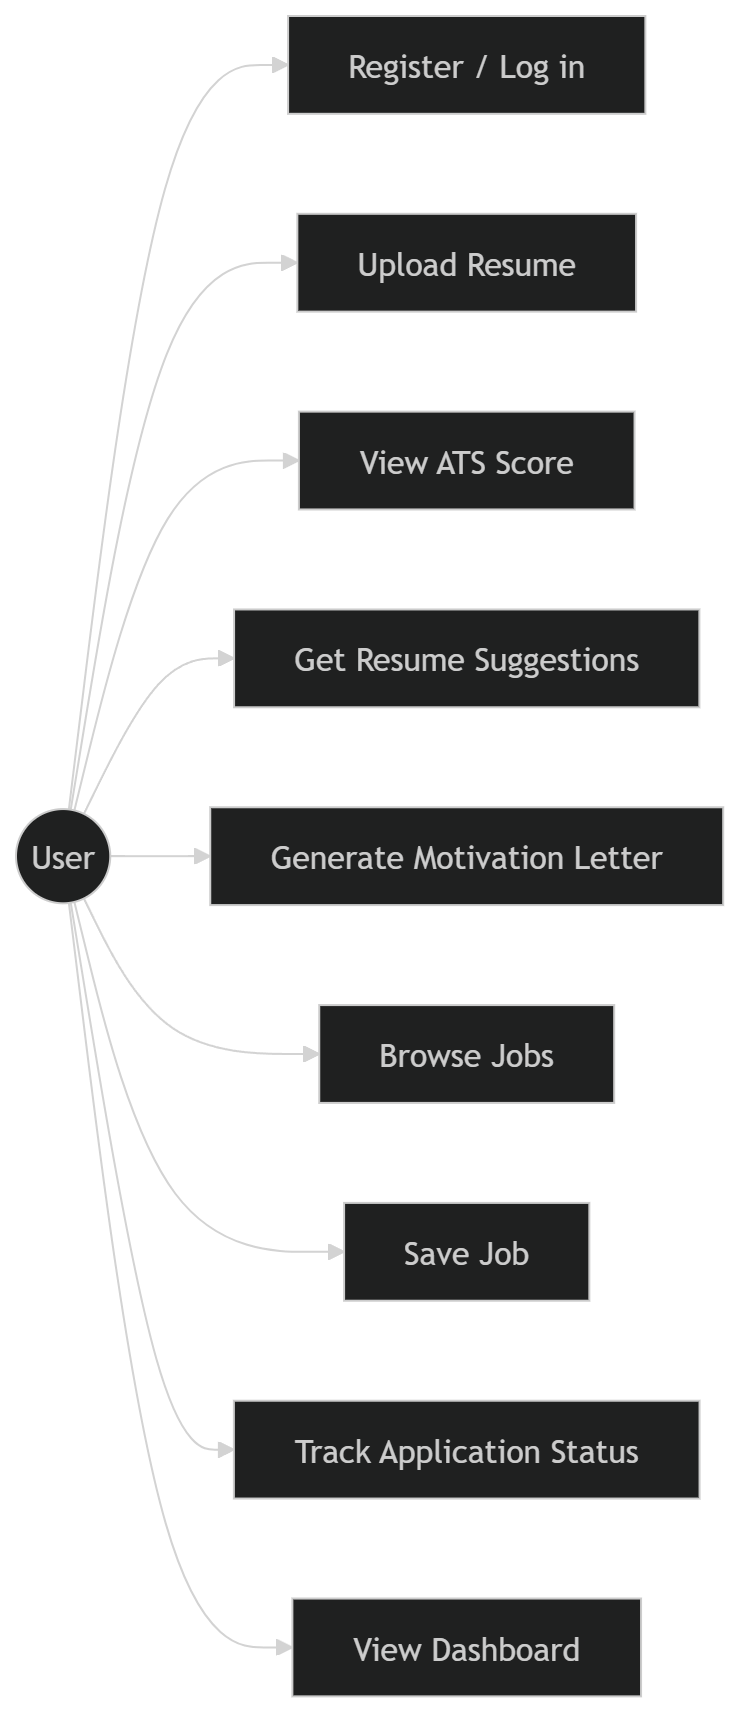 Register / Log in
Upload Resume
View ATS Score
Get Resume Suggestions
User
Generate Motivation Letter
Browse Jobs
Save Job
Track Application Status
View Dashboard